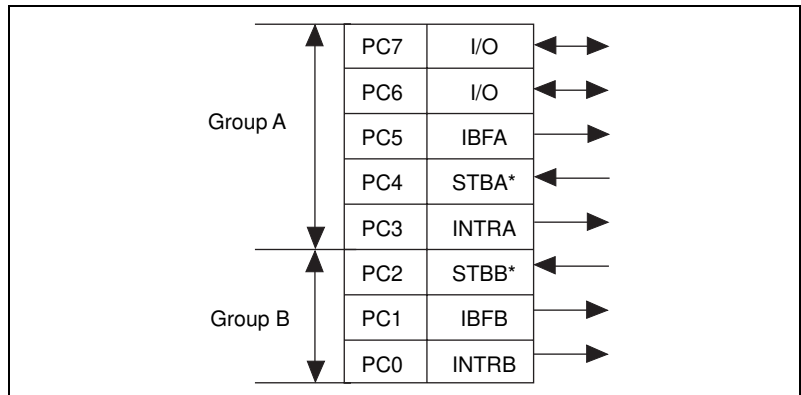 PC7 I/O
PC6 I/O
Group A
PC5 IBFA
PC4 STBA*
PC3 INTRA
PC2 STBB*
Group B
PC1 IBFB
PC0 INTRB